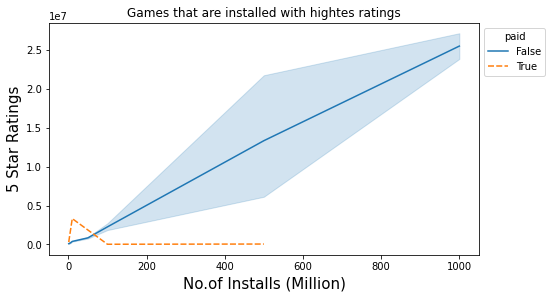 Games that are installed with hightes ratings
1e7
paid
False
True
2.5
2.0
1.5
1.0
0.5
0.0
5 Star Ratings
0
200
400
600
800
1000
No.of Installs (Million)